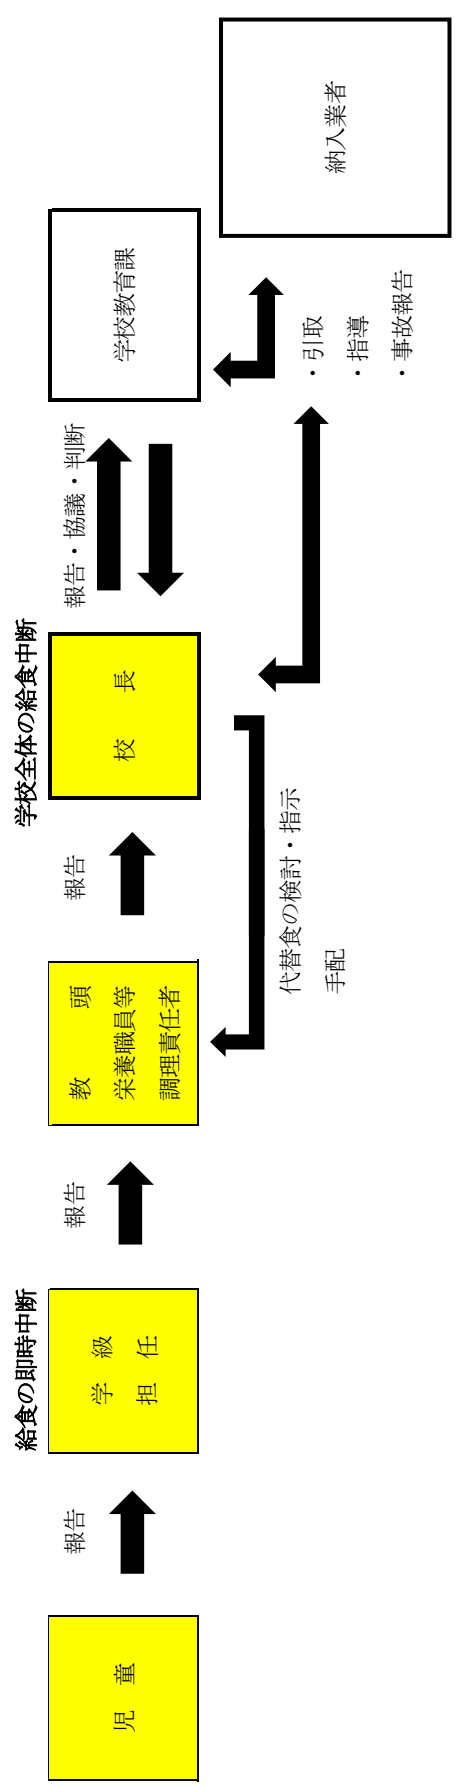 給食の即時中断
学校全体の給食中断
児　童
報告
学　級
担　任
報告
教　　頭
栄養職員等
調理責任者
報告
校　　長
報告・協議・判断
学校教育課
代替食の検討・指示
手配
・引取
・指導
・事故報告
納入業者